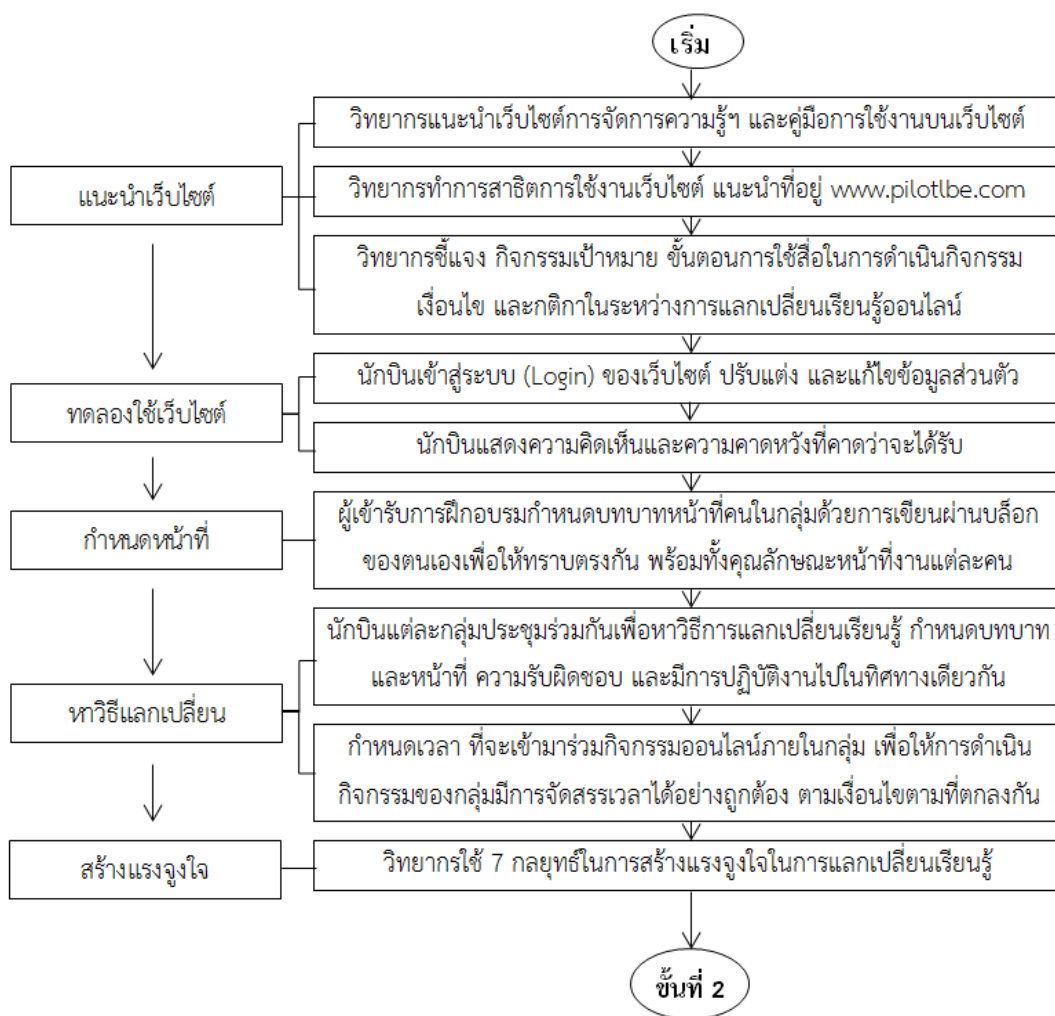 เริ่ม
วิทยากรแนะนำเว็บไซต์การจัดการความรู้ฯ และคู่มือการใช้งานบนเว็บไซต์
แนะนำเว็บไซต์
วิทยากรทำการสาธิตการใช้งานเว็บไซต์ แนะนำที่อยู่ www.pilotlbe.com
วิทยากรชี้แจง กิจกรรมเป้าหมาย ขั้นตอนการใช้สื่อในการดำเนินกิจกรรม
เงื่อนไข และกติกาในระหว่างการแลกเปลี่ยนเรียนรู้ออนไลน์
นักบินเข้าสู่ระบบ (Login) ของเว็บไซต์ ปรับแต่ง และแก้ไขข้อมูลส่วนตัว
ทดลองใช้เว็บไซต์
นักบินแสดงความคิดเห็นและความคาดหวังที่คาดว่าจะได้รับ
กำหนดหน้าที่
ผู้เข้ารับการฝึกอบรมกำหนดบทบาทหน้าที่คนในกลุ่มด้วยการเขียนผ่านบล็อก
ของตนเองเพื่อให้ทราบตรงกัน พร้อมทั้งคุณลักษณะหน้าที่งานแต่ละคน
นักบินแต่ละกลุ่มประชุมร่วมกันเพื่อหาวิธีการแลกเปลี่ยนเรียนรู้ กำหนดบทบาท
และหน้าที่ ความรับผิดชอบ และมีการปฏิบัติงานไปในทิศทางเดียวกัน
หาวิธีแลกเปลี่ยน
กำหนดเวลา ที่จะเข้ามาร่วมกิจกรรมออนไลน์ภายในกลุ่ม เพื่อให้การดำเนิน
กิจกรรมของกลุ่มมีการจัดสรรเวลาได้อย่างถูกต้อง ตามเงื่อนไขตามที่ตกลงกัน
สร้างแรงจูงใจ
วิทยากรใช้ 7 กลยุทธ์ในการสร้างแรงจูงใจในการแลกเปลี่ยนเรียนรู้
ขั้นที่ 2